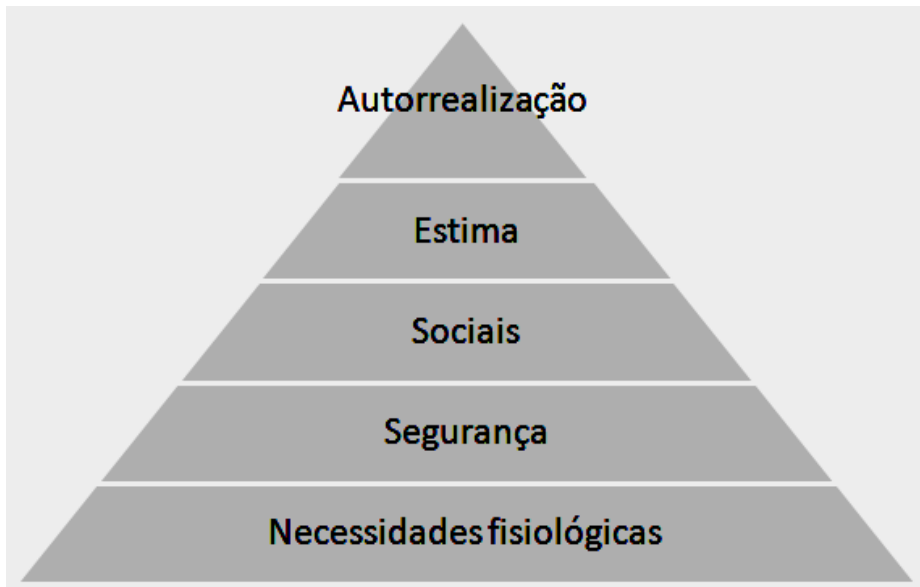 Autorrealização
Estima
Sociais
Segurança
Necessidades fisiológicas